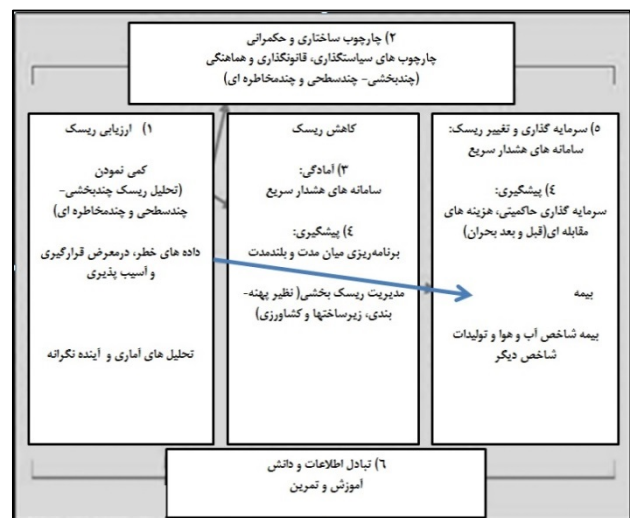 ۲) چارچوب ساختاری و حکمرانی
چارچوب های سیاستگذاری، قانونگذاری و هماهنگی
(چندبخشی- چندسطحی و چندمخاطره ای)
۱) ارزیابی ریسک
کمی نمودن
(تحلیل ریسک چندبخشی-
چندسطحی و چندمخاطره ای)
داده های خطر، درمعرض قرارگیری
و آسیب پذیری
تحلیل های آماری و آینده نگرانه
کاهش ریسک
۳) آمادگی:
سامانه های هشدار سریع
٤) پیشگیری:
برنامه‌ریزی میان مدت و بلندمدت
مدیریت ریسک بخشی( نظیر پهنه-
بندی، زیرساختها و کشاورزی)
٥) سرمایه گذاری و تغییر ریسک:
سامانه های هشدار سریع
٤) پیشگیری:
سرمایه گذاری حاکمیتی، هزینه های
مقابله ای(قبل و بعد بحران)
بیمه
بیمه شاخص آب و هوا و تولیدات
شاخص دیگر
٦) تبادل اطلاعات و دانش
آموزش و تمرین